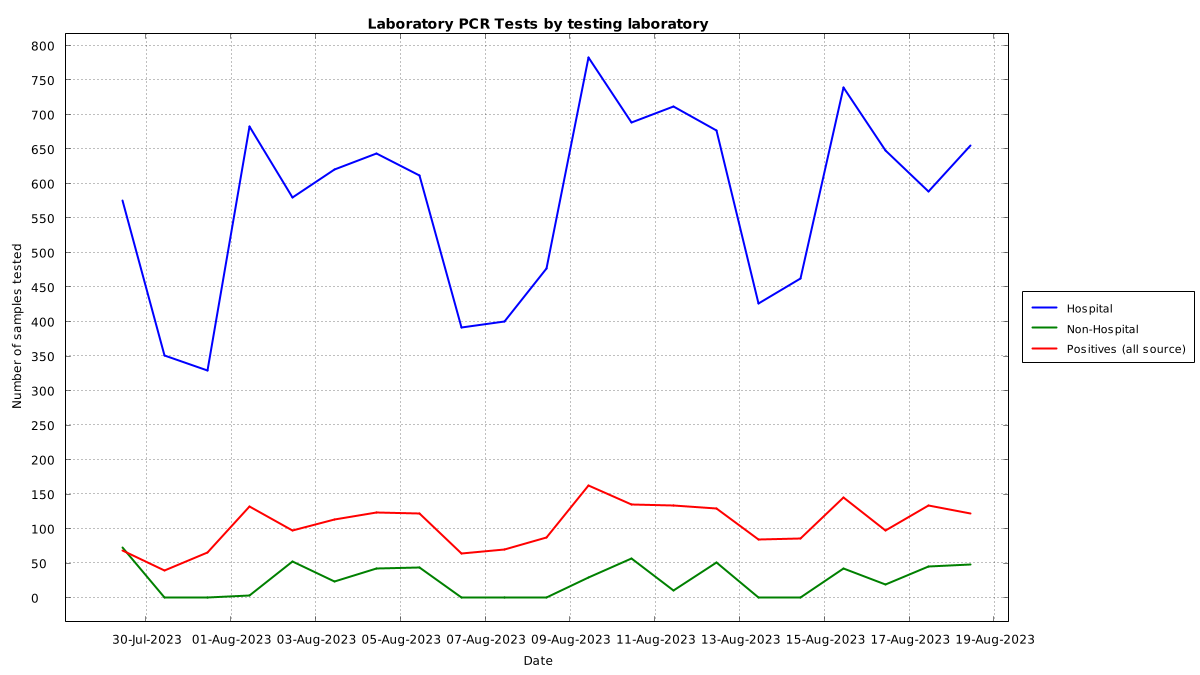 Laboratory PCR Tests by testing laboratory
800
750
700
650
600
550
500
450
400
350
300
250
200
150
100
50
0
Number of samples tested
30-Jul-2023 01-Aug-2023 03-Aug-2023 05-Aug-2023 07-Aug-2023 09-Aug-2023 11-Aug-2023 13-Aug-2023 15-Aug-2023 17-Aug-2023 19-Aug-2023
Date
Hospital
Non-Hospital
Positives (all source)